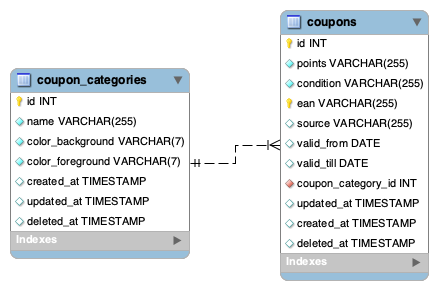 coupon_categories
id INT
name VARCHAR(255)
color_background VARCHAR(7)
color_foreground VARCHAR(7)
created_at TIMESTAMP
updated_at TIMESTAMP
deleted_at TIMESTAMP
Indexes
coupons
id INT
points VARCHAR(255)
condition VARCHAR(255)
ean VARCHAR(255)
source VARCHAR(255)
valid_from DATE
valid_till DATE
coupon_category_id INT
updated_at TIMESTAMP
created_at TIMESTAMP
deleted_at TIMESTAMP
Indexes